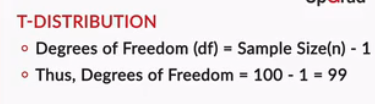 T-DISTRIBUTION
Degrees of Freedom (df) = Sample Size(n) - 1
Thus, Degrees of Freedom = 100 - 1 = 99